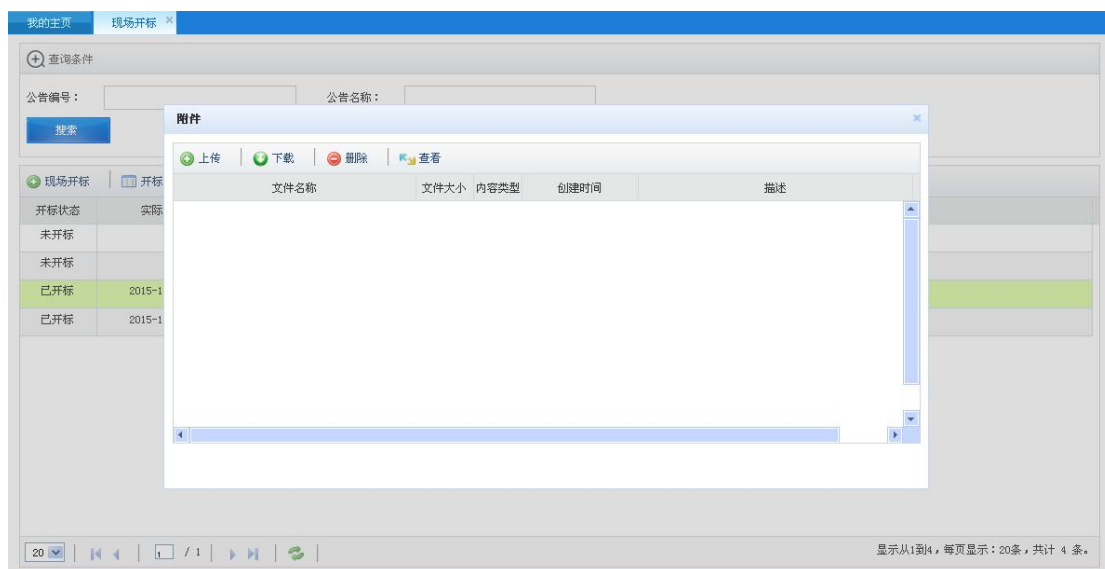 我的主页 现场开标
查询条件
公告编号： 公告名称：
搜索
附件
上传 下载 删除 查看
文件名称 文件大小 内容类型 创建时间 描述
现场开标 开标
开标状态 实际
未开标
未开标
已开标 2015-1
已开标 2015-1
20 1 / 1 显示从1到4，每页显示：20条，共计 4 条。